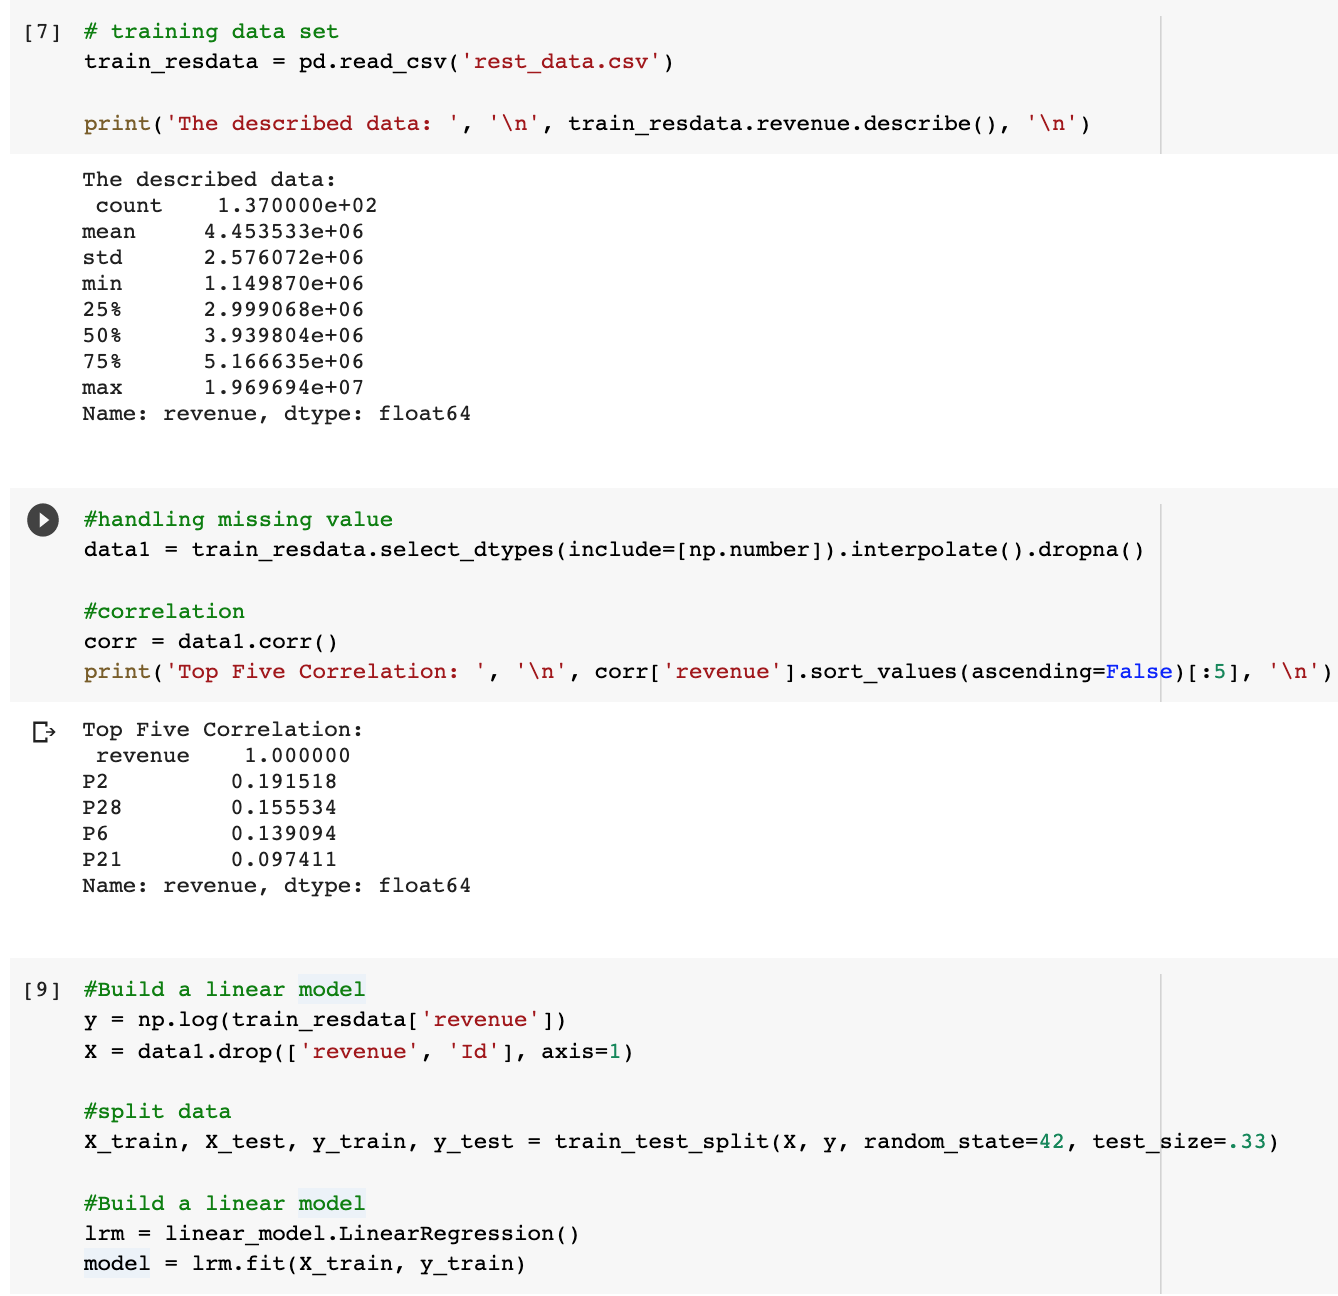 [7] # training data set
train_resdata = pd.read_csv('rest_data.csv')
print('The described data: ', '\n', train_resdata.revenue.describe(), '\n')
The described data:
count 1.370000e+02
mean 4.453533e+06
std 2.576072e+06
min 1.149870e+06
25% 2.999068e+06
50% 3.939804e+06
75% 5.166635e+06
max 1.969694e+07
Name: revenue, dtype: float64
#handling missing value
data1 = train_resdata.select_dtypes(include=[np.number]).interpolate().dropna()
#correlation
corr = data1.corr()
print('Top Five Correlation: ', '\n', corr['revenue'].sort_values(ascending=False)[:5], '\n')
Top Five Correlation:
revenue 1.000000
P2 0.191518
P28 0.155534
P6 0.139094
P21 0.097411
Name: revenue, dtype: float64
[9] #Build a linear model
y = np.log(train_resdata['revenue'])
X = data1.drop(['revenue', 'Id'], axis=1)
#split data
X_train, X_test, y_train, y_test = train_test_split(X, y, random_state=42, test_size=.33)
#Build a linear model
lrm = linear_model.LinearRegression()
model = lrm.fit(X_train, y_train)